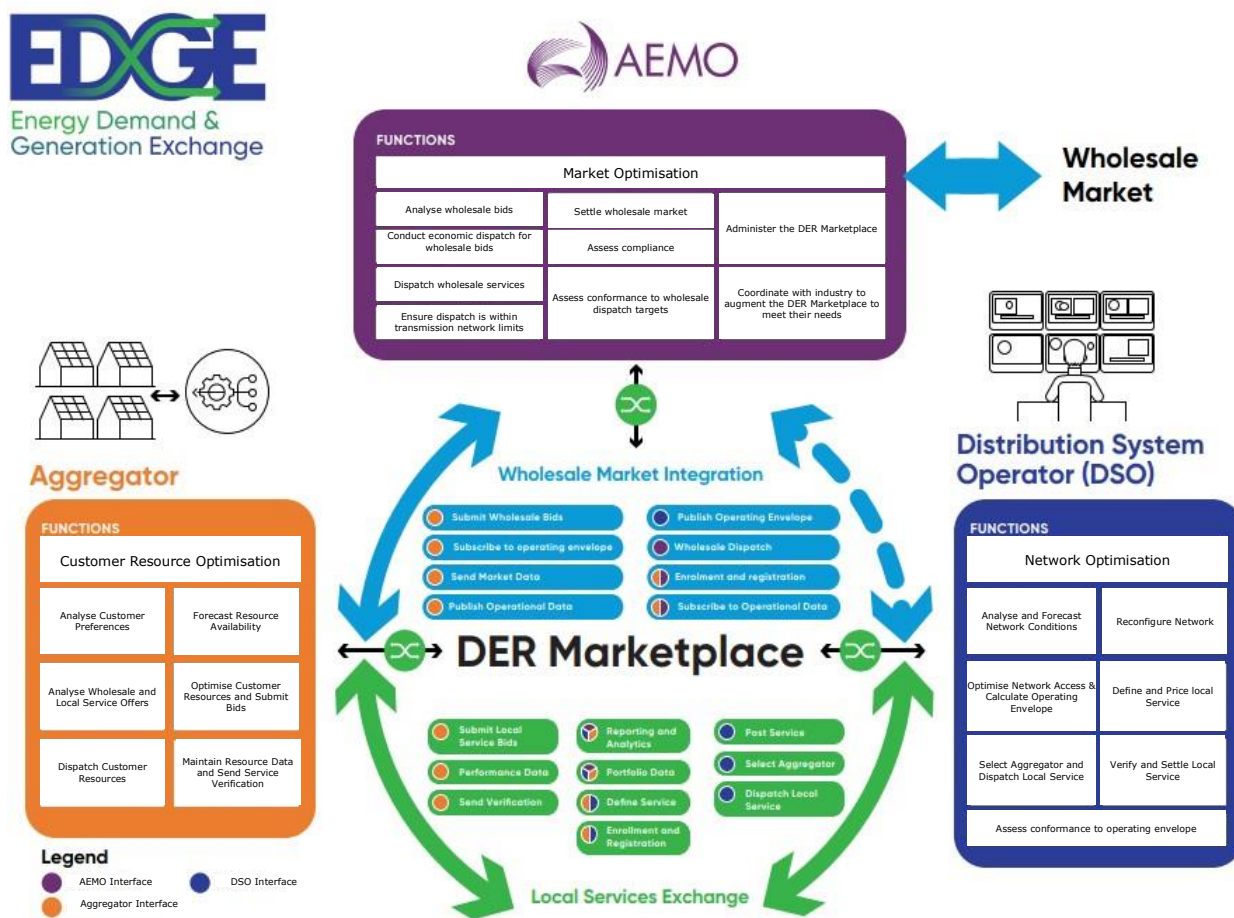 EDGE
Energy Demand &
Generation Exchange
AEMO
FUNCTIONS
Market Optimisation
Analyse wholesale bids
Settle wholesale market
Administer the DER Marketplace
Conduct economic dispatch for
wholesale bids
Assess compliance
Dispatch wholesale services
Assess conformance to wholesale
dispatch targets
Coordinate with industry to
augment the DER Marketplace to
meet their needs
Ensure dispatch is within
transmission network limits
Wholesale
Market
Aggregator
FUNCTIONS
Customer Resource Optimisation
Analyse Customer
Preferences
Forecast Resource
Availability
Analyse Wholesale and
Local Service Offers
Optimise Customer
Resources and Submit
Bids
Dispatch Customer
Resources
Maintain Resource Data
and Send Service
Verification
Wholesale Market Integration
Submit Wholesale Bids
Publish Operating Envelope
Subscribe to operating envelope
Wholesale Dispatch
Send Market Data
Enrolment and registration
Publish Operational Data
Subscribe to Operational Data
DER Marketplace
Submit Local
Service Bids
Reporting and
Analytics
Post Service
Performance Data
Portfolio Data
Select Aggregator
Send Verification
Define Service
Dispatch Local
Service
Enrollment and
Registration
Local Services Exchange
Distribution System
Operator (DSO)
FUNCTIONS
Network Optimisation
Analyse and Forecast
Network Conditions
Reconfigure Network
Optimise Network Access &
Calculate Operating
Envelope
Define and Price local
Service
Select Aggregator and
Dispatch Local Service
Verify and Settle Local
Service
Assess conformance to operating envelope
Legend
AEMO Interface
DSO Interface
Aggregator Interface